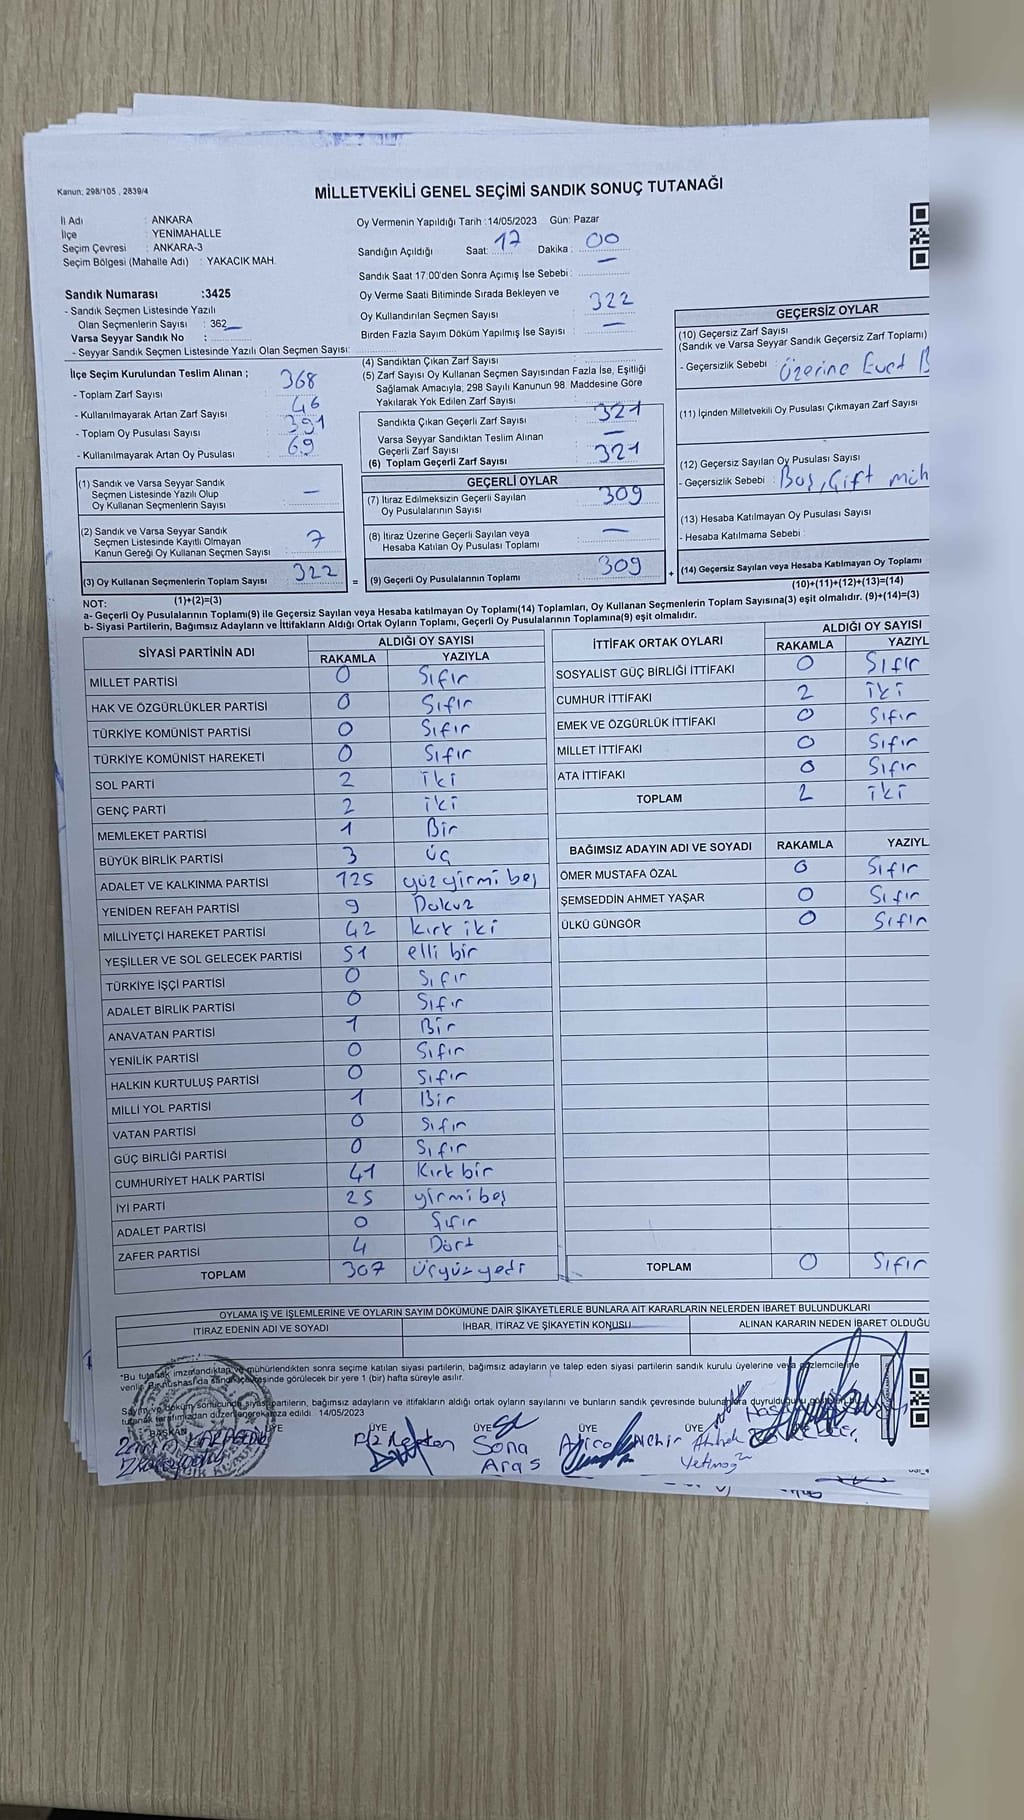 Kanun; 298/105 , 2839/4
MİLLETVEKİLİ GENEL SEÇİMİ SANDIK SONUÇ TUTANAĞI
İl Adı : ANKARA
İlçe : YENİMAHALLE
Seçim Çevresi : ANKARA-3
Seçim Bölgesi (Mahalle Adı) : YAKACIK MAH.
Oy Vermenin Yapıldığı Tarih :14/05/2023 Gün: Pazar
Sandığın Açıldığı Saat: 17 Dakika : 00
Sandık Saat 17:00'den Sonra Açımış İse Sebebi :
Sandık Numarası :3425
- Sandık Seçmen Listesinde Yazılı
Olan Seçmenlerin Sayısı : 362
Varsa Seyyar Sandık No :
- Seyyar Sandık Seçmen Listesinde Yazılı Olan Seçmen Sayısı:
Oy Verme Saati Bitiminde Sırada Bekleyen ve
Oy Kullandırılan Seçmen Sayısı 322
Birden Fazla Sayım Döküm Yapılmış İse Sayısı —
İlçe Seçim Kurulundan Teslim Alınan ;
- Toplam Zarf Sayısı 368
- Kullanılmayarak Artan Zarf Sayısı 46
- Toplam Oy Pusulası Sayısı 391
- Kullanılmayarak Artan Oy Pusulası 69
(4) Sandıktan Çıkan Zarf Sayısı
(5) Zarf Sayısı Oy Kullanan Seçmen Sayısından Fazla İse, Eşitliği
Sağlamak Amacıyla; 298 Sayılı Kanunun 98. Maddesine Göre
Yakılarak Yok Edilen Zarf Sayısı
Sandıkta Çıkan Geçerli Zarf Sayısı 321
Varsa Seyyar Sandıktan Teslim Alınan
Geçerli Zarf Sayısı —
(6) Toplam Geçerli Zarf Sayısı 321
GEÇERSİZ OYLAR
(10) Geçersiz Zarf Sayısı
(Sandık ve Varsa Seyyar Sandık Geçersiz Zarf Toplamı)
- Geçersizlik Sebebi : Üzerine Evet B
(11) İçinden Milletvekili Oy Pusulası Çıkmayan Zarf Sayısı
(12) Geçersiz Sayılan Oy Pusulası Sayısı
- Geçersizlik Sebebi : Boş, Çift müh
(13) Hesaba Katılmayan Oy Pusulası Sayısı
- Hesaba Katılmama Sebebi :
(14) Geçersiz Sayılan veya Hesaba Katılmayan Oy Toplamı
(10)+(11)+(12)+(13)=(14)
(1) Sandık ve Varsa Seyyar Sandık
Seçmen Listesinde Yazılı Olup
Oy Kullanan Seçmenlerin Sayısı —
(2) Sandık ve Varsa Seyyar Sandık
Seçmen Listesinde Kayıtlı Olmayan
Kanun Gereği Oy Kullanan Seçmen Sayısı 7
(3) Oy Kullanan Seçmenlerin Toplam Sayısı 322
(1)+(2)=(3)
GEÇERLİ OYLAR
(7) İtiraz Edilmeksizin Geçerli Sayılan
Oy Pusulalarının Sayısı 309
(8) İtiraz Üzerine Geçerli Sayılan veya
Hesaba Katılan Oy Pusulası Toplamı —
= (9) Geçerli Oy Pusulalarının Toplamı 309 +
NOT:
a- Geçerli Oy Pusulalarının Toplamı(9) ile Geçersiz Sayılan veya Hesaba katılmayan Oy Toplamı(14) Toplamları, Oy Kullanan Seçmenlerin Toplam Sayısına(3) eşit olmalıdır. (9)+(14)=(3)
b- Siyasi Partilerin, Bağımsız Adayların ve İttifakların Aldığı Ortak Oyların Toplamı, Geçerli Oy Pusulalarının Toplamına(9) eşit olmalıdır.
SİYASİ PARTİNİN ADI ALDIĞI OY SAYISI
RAKAMLA YAZIYLA
MİLLET PARTİSİ 0 Sıfır
HAK VE ÖZGÜRLÜKLER PARTİSİ 0 Sıfır
TÜRKİYE KOMÜNİST PARTİSİ 0 Sıfır
TÜRKİYE KOMÜNİST HAREKETİ 0 Sıfır
SOL PARTİ 2 iki
GENÇ PARTİ 2 iki
MEMLEKET PARTİSİ 1 Bir
BÜYÜK BİRLİK PARTİSİ 3 üç
ADALET VE KALKINMA PARTİSİ 125 yüz yirmi beş
YENİDEN REFAH PARTİSİ 9 Dokuz
MİLLİYETÇİ HAREKET PARTİSİ 42 kırk iki
YEŞİLLER VE SOL GELECEK PARTİSİ 51 elli bir
TÜRKİYE İŞÇİ PARTİSİ 0 Sıfır
ADALET BİRLİK PARTİSİ 0 Sıfır
ANAVATAN PARTİSİ 1 Bir
YENİLİK PARTİSİ 0 Sıfır
HALKIN KURTULUŞ PARTİSİ 0 Sıfır
MİLLİ YOL PARTİSİ 1 Bir
VATAN PARTİSİ 0 Sıfır
GÜÇ BİRLİĞİ PARTİSİ 0 Sıfır
CUMHURİYET HALK PARTİSİ 41 Kırk bir
İYİ PARTİ 25 yirmi beş
ADALET PARTİSİ 0 Sıfır
ZAFER PARTİSİ 4 Dört
TOPLAM 307 Üçyüz yedi
İTTİFAK ORTAK OYLARI ALDIĞI OY SAYISI
RAKAMLA YAZIYL
SOSYALİST GÜÇ BİRLİĞİ İTTİFAKI 0 Sıfır
CUMHUR İTTİFAKI 2 iki
EMEK VE ÖZGÜRLÜK İTTİFAKI 0 Sıfır
MİLLET İTTİFAKI 0 Sıfır
ATA İTTİFAKI 0 Sıfır
TOPLAM 2 iki
BAĞIMSIZ ADAYIN ADI VE SOYADI RAKAMLA YAZIYL
ÖMER MUSTAFA ÖZAL 0 Sıfır
ŞEMSEDDİN AHMET YAŞAR 0 Sıfır
ÜLKÜ GÜNGÖR 0 Sıfır
TOPLAM 0 Sıfır
OYLAMA İŞ VE İŞLEMLERİNE VE OYLARIN SAYIM DÖKÜMÜNE DAİR ŞİKAYETLERLE BUNLARA AİT KARARLARIN NELERDEN İBARET BULUNDUKLARI
İTİRAZ EDENİN ADI VE SOYADI İHBAR, İTİRAZ VE ŞİKAYETİN KONUSU ALINAN KARARIN NEDEN İBARET OLDUĞU
*Bu tutanak imzalandıktan ve mühürlendikten sonra seçime katılan siyasi partilerin, bağımsız adayların ve talep eden siyasi partilerin sandık kurulu üyelerine veya gözlemcilerine
verilir. Bir nüshası da sandık çevresinde görülecek bir yere 1 (bir) hafta süreyle asılır.
Sayım ve döküm sonucunda siyasi partilerin, bağımsız adayların ve ittifakların aldığı ortak oyların sayılarını ve bunların sandık çevresinde bulunanlara duyrulduğu
tutanak tarafımızdan düzenlenerek imza edildi. 14/05/2023
BAŞKAN ÜYE ÜYE ÜYE ÜYE ÜYE
Sona
Aras